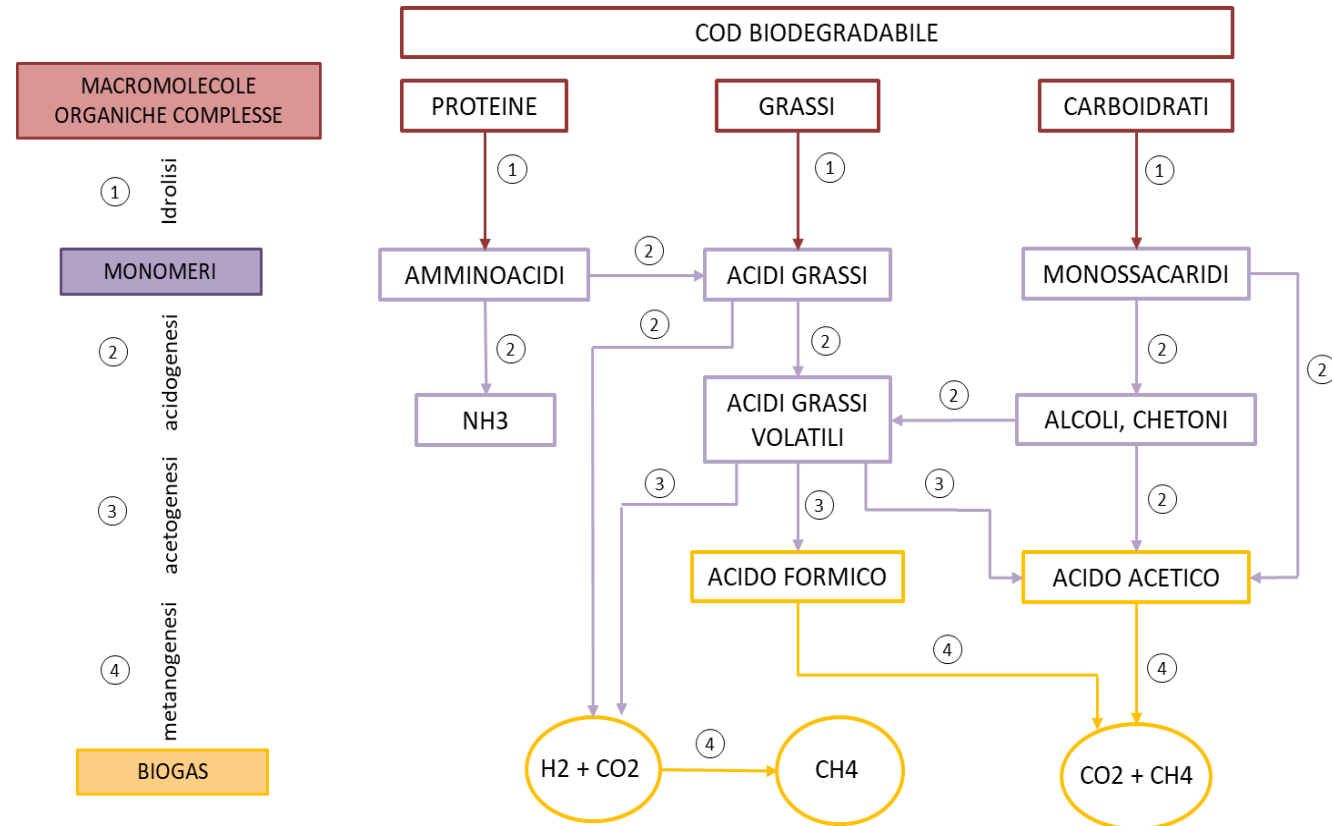 COD BIODEGRADABILE
MACROMOLECOLE
ORGANICHE COMPLESSE
PROTEINE
GRASSI
CARBOIDRATI
1
Idrolisi
1
1
1
MONOMERI
AMMINOACIDI
2
ACIDI GRASSI
MONOSSACARIDI
2
acidogenesi
2
2
2
2
2
NH3
ACIDI GRASSI
VOLATILI
2
ALCOLI, CHETONI
3
acetogenesi
3
3
3
2
ACIDO FORMICO
ACIDO ACETICO
4
metanogenesi
4
4
BIOGAS
H2 + CO2
4
CH4
CO2 + CH4